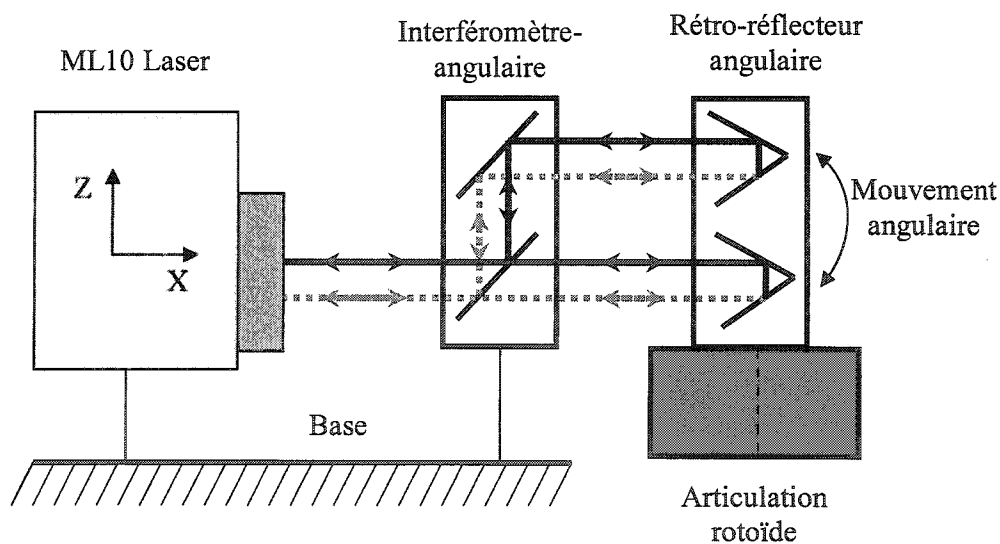 ML10 Laser
Interféromètre-
angulaire
Rétro-réflecteur
angulaire
Z
X
Mouvement
angulaire
Base
Articulation
rotoïde